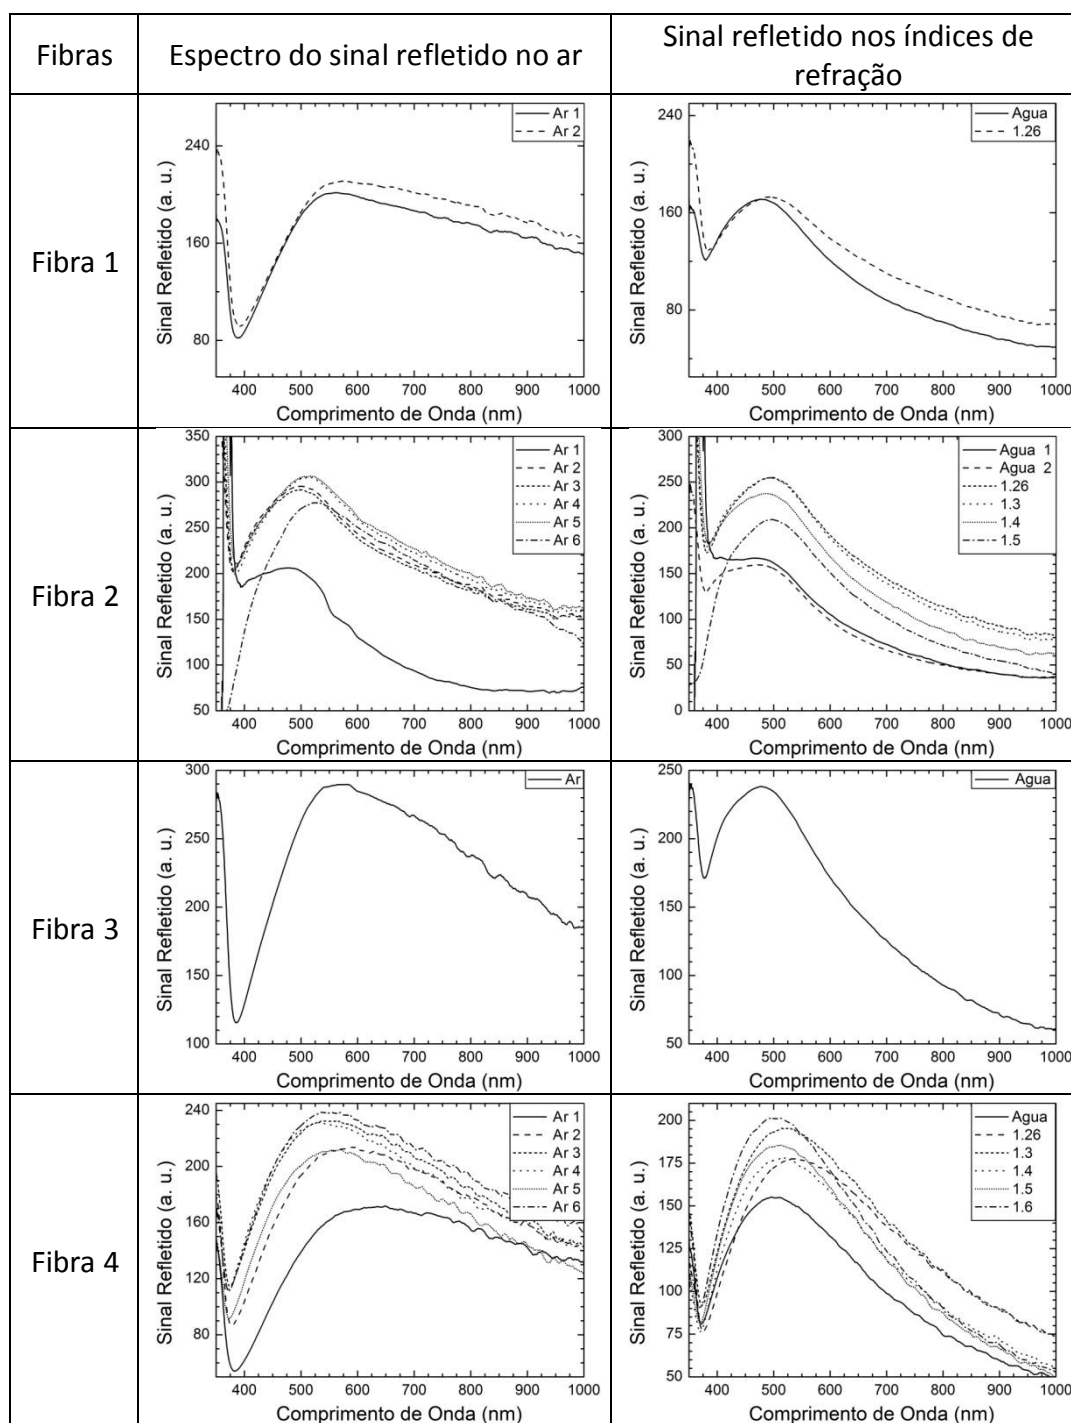 Fibras
Espectro do sinal refletido no ar
Sinal refletido nos índices de
refração
Fibra 1
Sinal Refletido (a. u.)
240
160
80
Ar 1
Ar 2
400 500 600 700 800 900 1000
Comprimento de Onda (nm)
Sinal Refletido (a. u.)
240
160
80
Agua
1.26
400 500 600 700 800 900 1000
Comprimento de Onda (nm)
Fibra 2
Sinal Refletido (a. u.)
350
300
250
200
150
100
50
Ar 1
Ar 2
Ar 3
Ar 4
Ar 5
Ar 6
400 500 600 700 800 900 1000
Comprimento de Onda (nm)
Sinal Refletido (a. u.)
300
250
200
150
100
50
0
Agua 1
Agua 2
1.26
1.3
1.4
1.5
400 500 600 700 800 900 1000
Comprimento de Onda (nm)
Fibra 3
Sinal Refletido (a. u.)
300
250
200
150
100
Ar
400 500 600 700 800 900 1000
Comprimento de Onda (nm)
Sinal Refletido (a. u.)
250
200
150
100
50
Agua
400 500 600 700 800 900 1000
Comprimento de Onda (nm)
Fibra 4
Sinal Refletido (a. u.)
240
200
160
120
80
Ar 1
Ar 2
Ar 3
Ar 4
Ar 5
Ar 6
400 500 600 700 800 900 1000
Comprimento de Onda (nm)
Sinal Refletido (a. u.)
200
175
150
125
100
75
50
Agua
1.26
1.3
1.4
1.5
1.6
400 500 600 700 800 900 1000
Comprimento de Onda (nm)